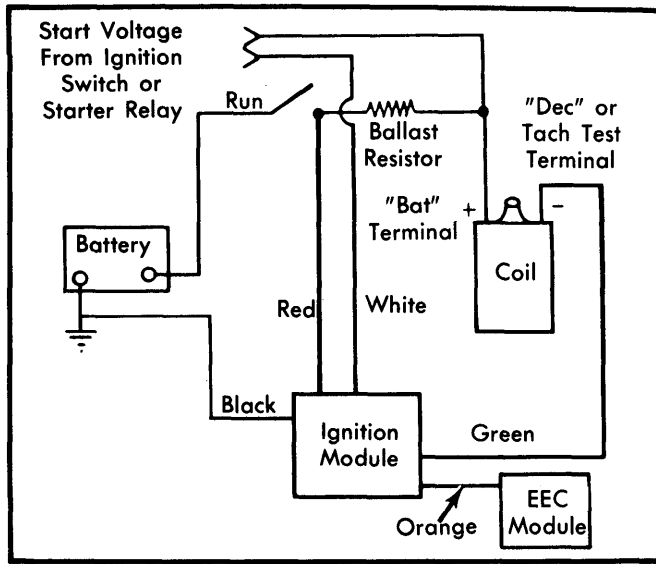 Start Voltage
From Ignition
Switch or
Starter Relay
Run
Ballast
Resistor
"Dec" or
Tach Test
Terminal
"Bat" +
Terminal
−
Coil
Battery
Red
White
Black
Ignition
Module
Green
Orange
EEC
Module